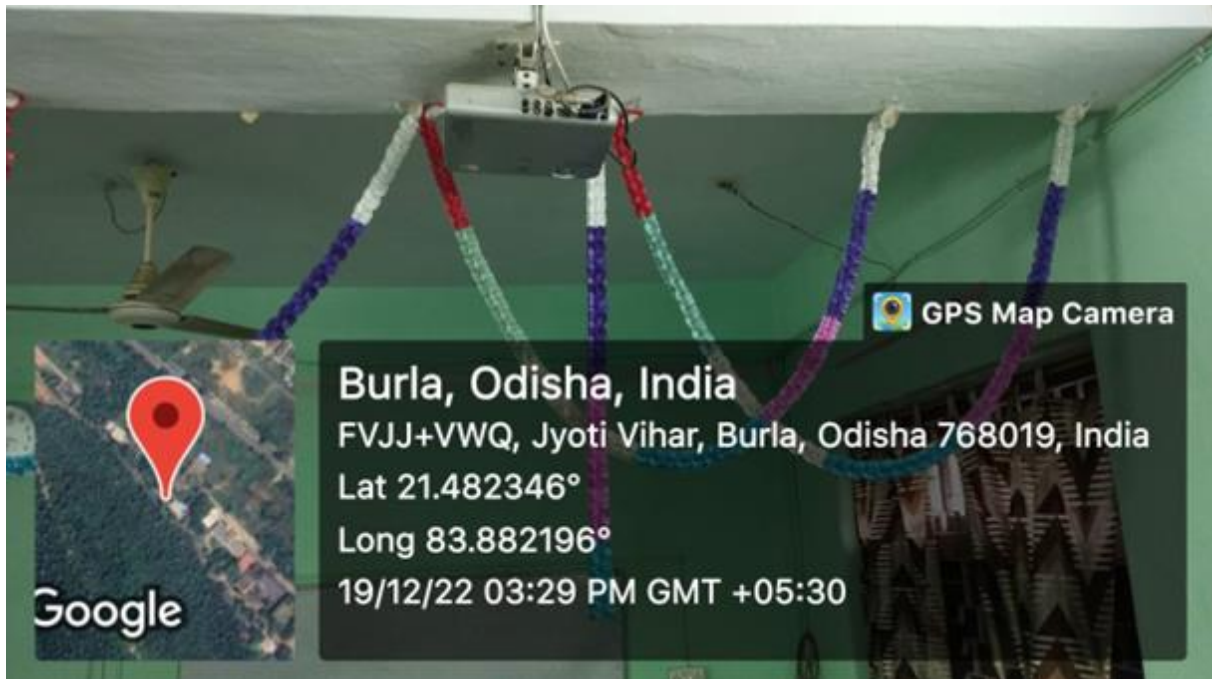 GPS Map Camera
Burla, Odisha, India
FVJJ+VWQ, Jyoti Vihar, Burla, Odisha 768019, India
Lat 21.482346°
Long 83.882196°
19/12/22 03:29 PM GMT +05:30
Google